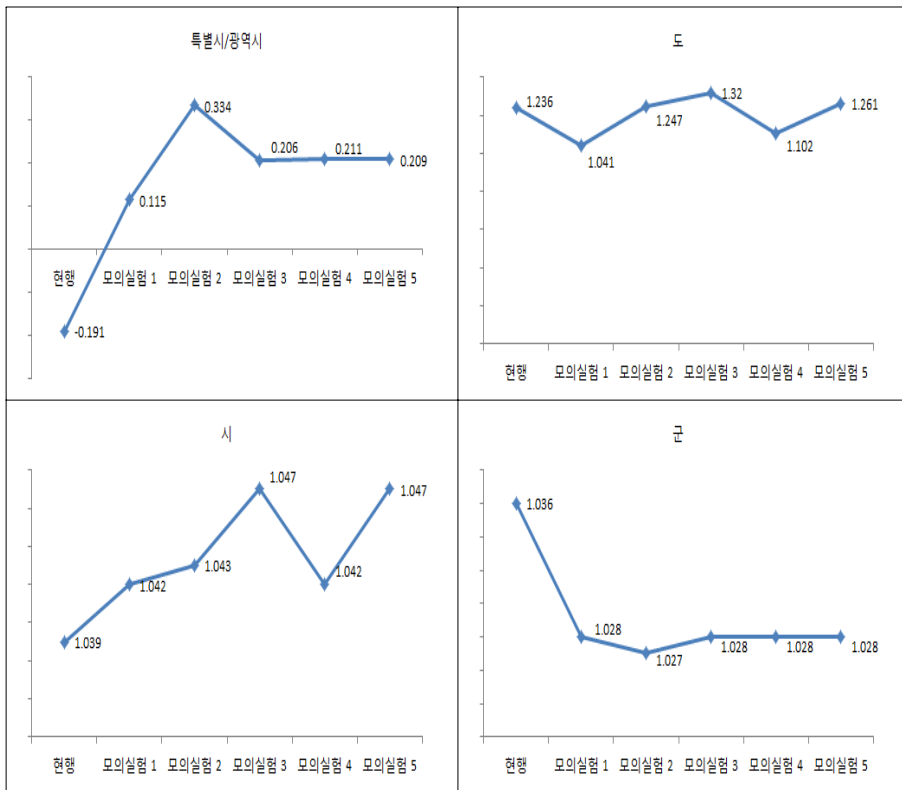 특별시/광역시
0.334
0.206
0.211
0.209
0.115
현행
모의실험 1
모의실험 2
모의실험 3
모의실험 4
모의실험 5
-0.191
도
1.236
1.041
1.247
1.32
1.102
1.261
현행
모의실험 1
모의실험 2
모의실험 3
모의실험 4
모의실험 5
시
1.039
1.042
1.043
1.047
1.042
1.047
현행
모의실험 1
모의실험 2
모의실험 3
모의실험 4
모의실험 5
군
1.036
1.028
1.027
1.028
1.028
1.028
현행
모의실험 1
모의실험 2
모의실험 3
모의실험 4
모의실험 5